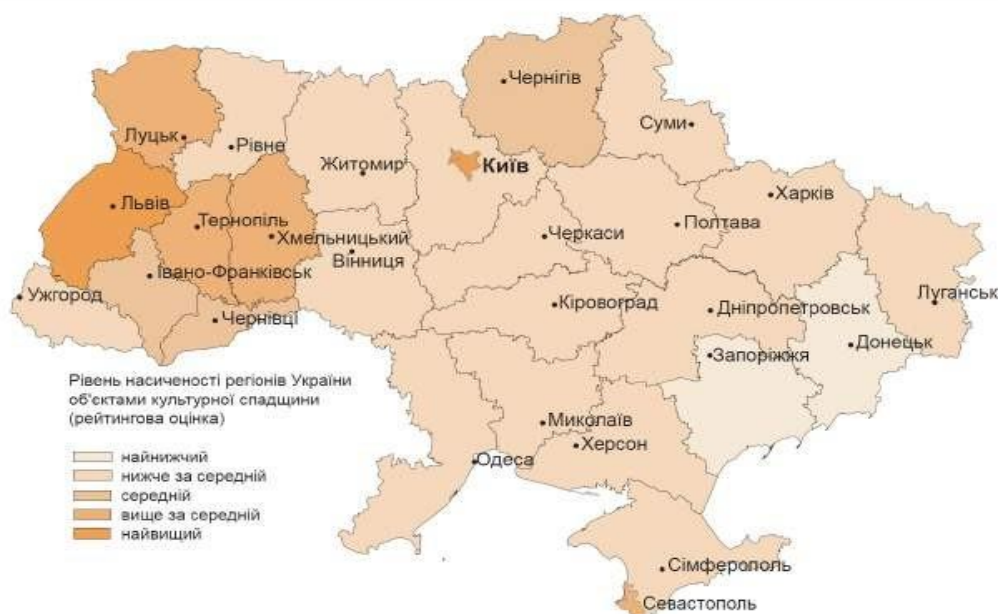 Чернігів
Суми
Луцьк
Рівне
Житомир
Київ
Харків
Львів
Тернопіль
Хмельницький
Вінниця
Черкаси
Полтава
Івано-Франківськ
Ужгород
Чернівці
Кіровоград
Дніпропетровськ
Луганськ
Запоріжжя
Донецьк
Рівень насиченості регіонів України
об'єктами культурної спадщини
(рейтингова оцінка)
найнижчий
нижче за середній
середній
вище за середній
найвищий
Миколаїв
Херсон
Одеса
Сімферополь
Севастополь